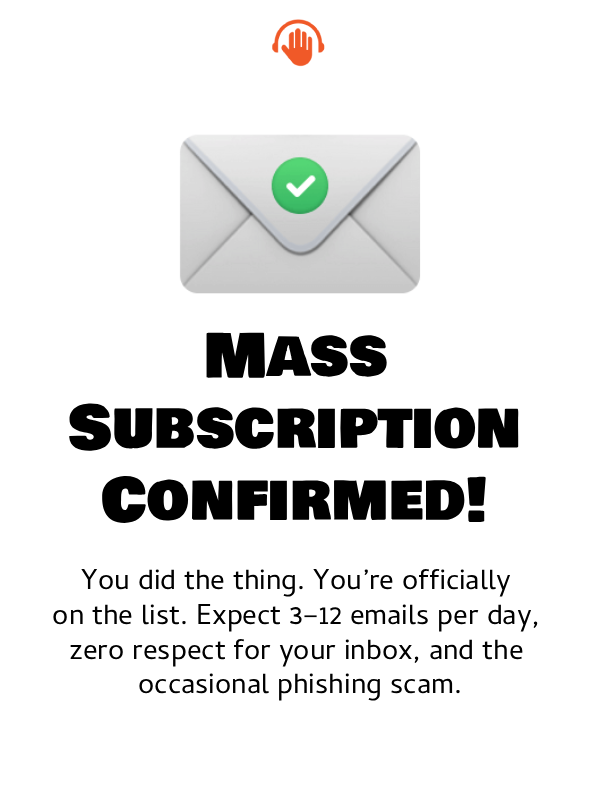 Mass
Subscription
Confirmed!
You did the thing. You’re officially
on the list. Expect 3–12 emails per day,
zero respect for your inbox, and the
occasional phishing scam.